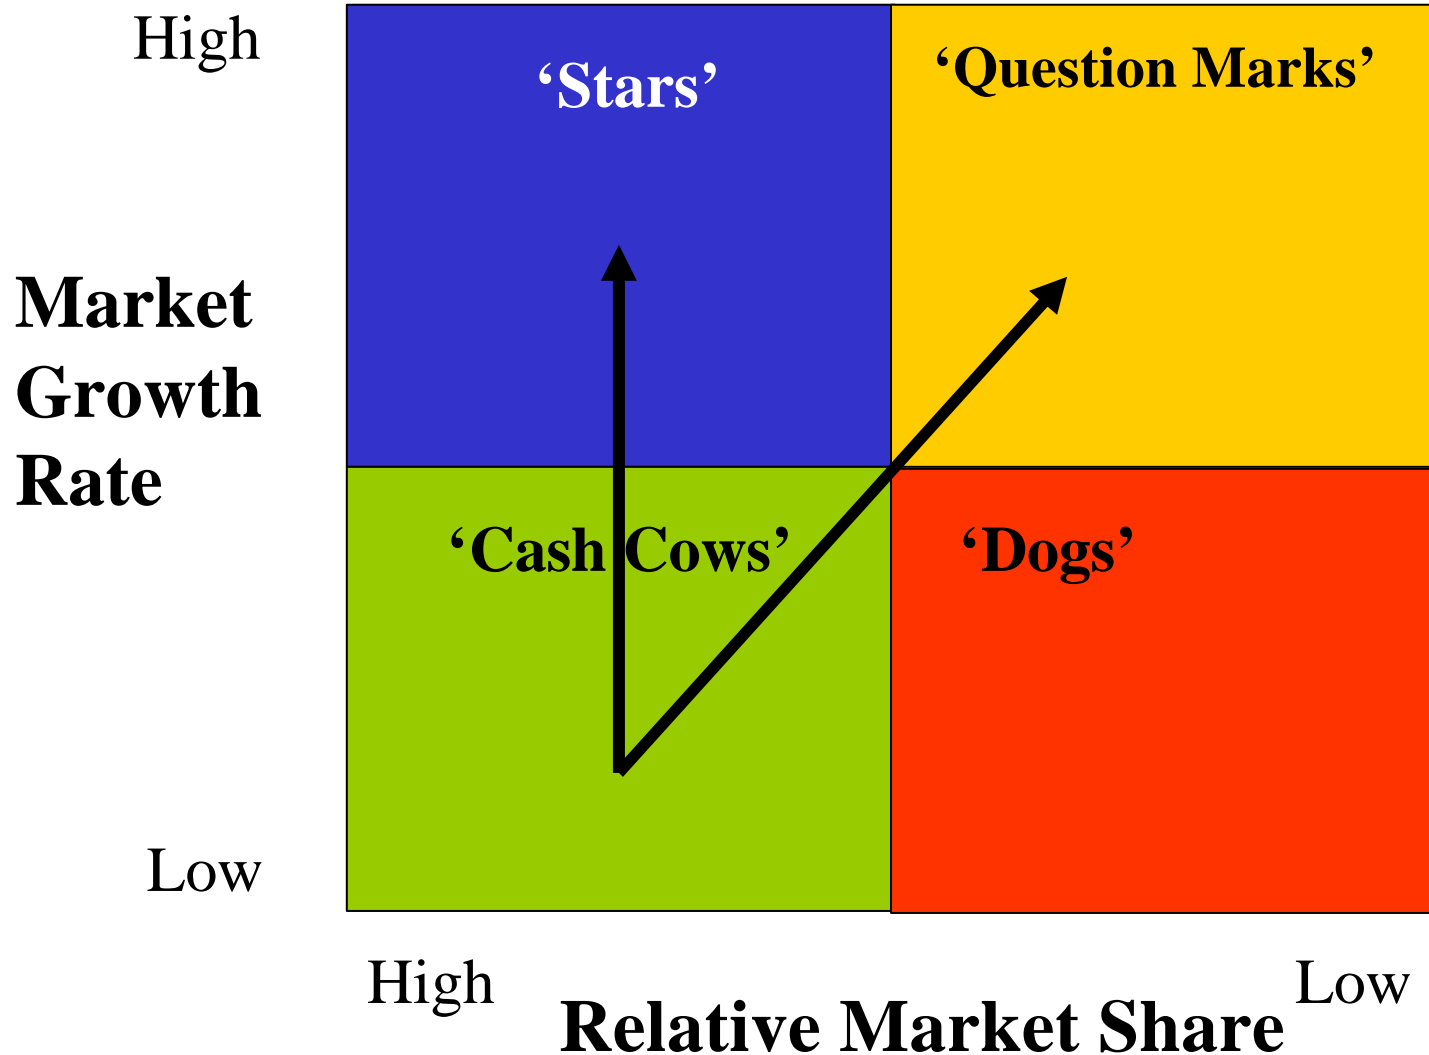 High
‘Stars’
‘Question Marks’
Market
Growth
Rate
‘Cash Cows’
‘Dogs’
Low
High
Low
Relative Market Share